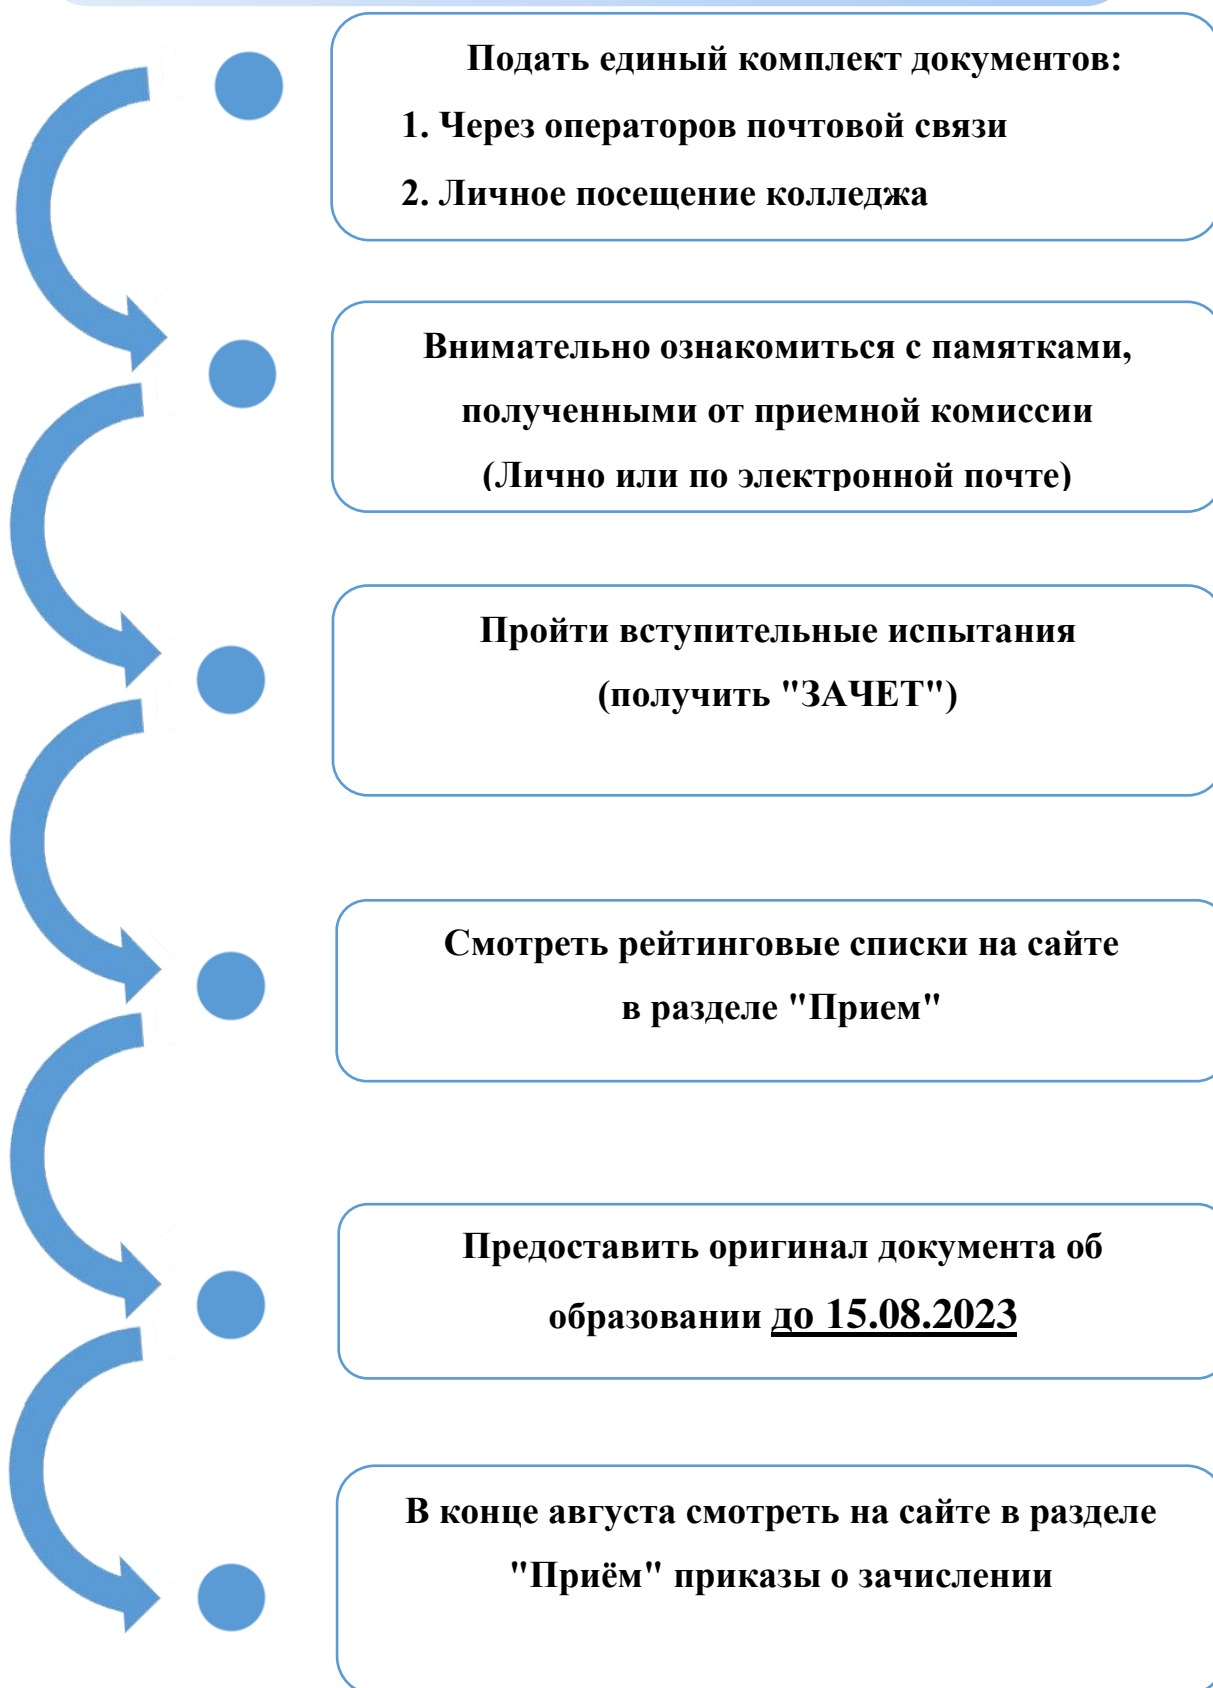 Подать единый комплект документов:
1. Через операторов почтовой связи
2. Личное посещение колледжа
Внимательно ознакомиться с памятками,
полученными от приемной комиссии
(Лично или по электронной почте)
Пройти вступительные испытания
(получить "ЗАЧЕТ")
Смотреть рейтинговые списки на сайте
в разделе "Прием"
Предоставить оригинал документа об
образовании до 15.08.2023
В конце августа смотреть на сайте в разделе
"Приём" приказы о зачислении